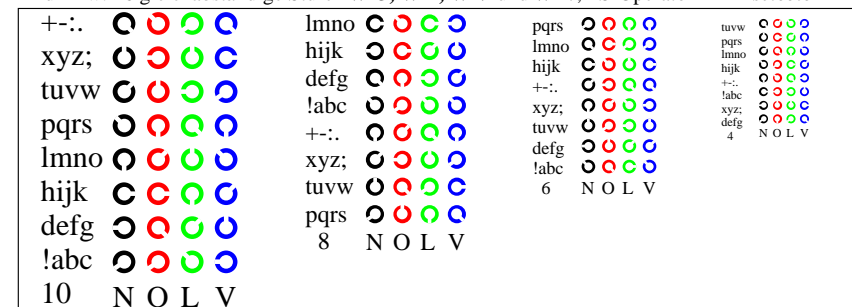 +-:.
xyz;
tuvw
pqrs
lmno
hijk
defg
!abc
10 N O L V
lmno
hijk
defg
!abc
+-:.
xyz;
tuvw
pqrs
8 N O L V
pqrs
lmno
hijk
+-:.
xyz;
tuvw
defg
!abc
6 N O L V
tuvw
pqrs
lmno
hijk
+-:.
!abc
xyz;
defg
4 N O L V